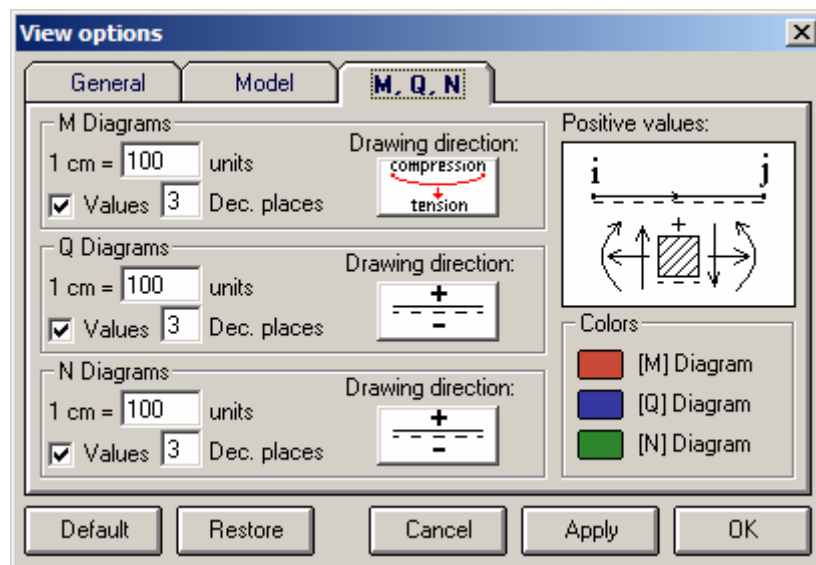 View options
General
Model
M, Q, N
M Diagrams
1 cm = 100 units
Values 3 Dec. places
Drawing direction:
compression
tension
Q Diagrams
1 cm = 100 units
Values 3 Dec. places
Drawing direction:
+
-
N Diagrams
1 cm = 100 units
Values 3 Dec. places
Drawing direction:
+
-
Positive values:
i j
+
Colors
[M] Diagram
[Q] Diagram
[N] Diagram
Default
Restore
Cancel
Apply
OK